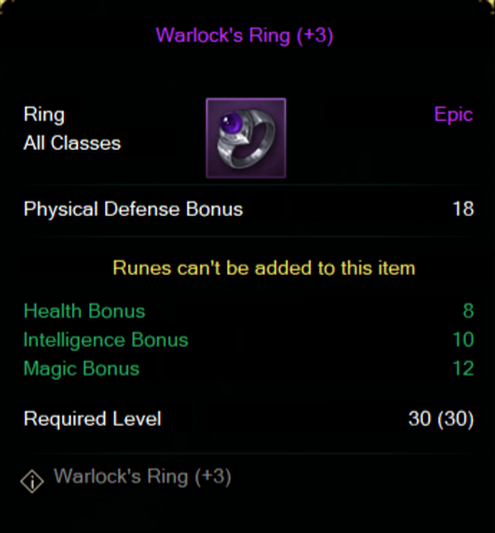 Warlock's Ring (+3)
Ring Epic
All Classes
Physical Defense Bonus 18
Runes can't be added to this item
Health Bonus 8
Intelligence Bonus 10
Magic Bonus 12
Required Level 30 (30)
Warlock's Ring (+3)